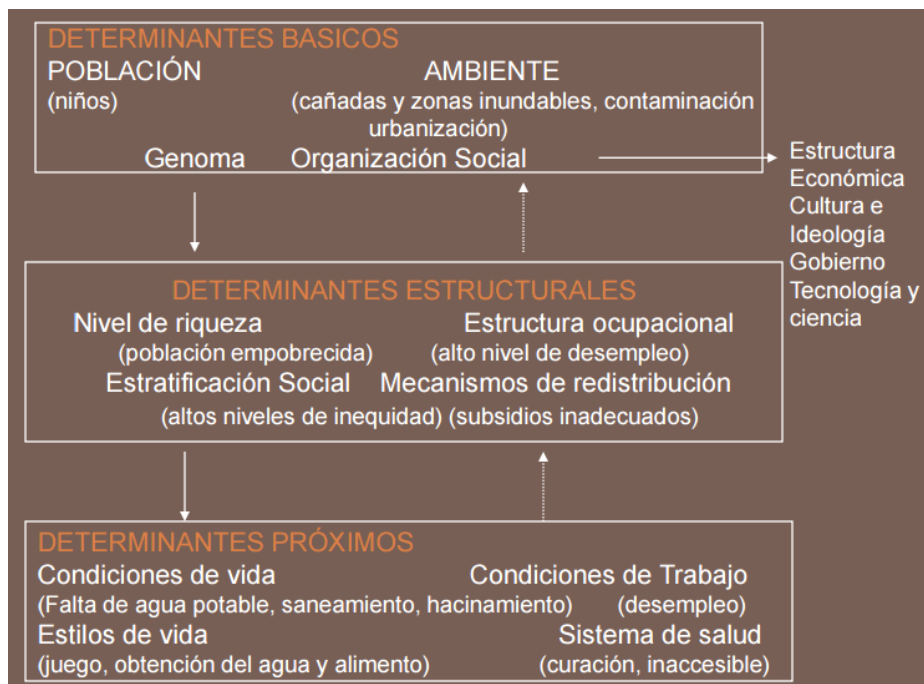 DETERMINANTES BASICOS
POBLACIÓN AMBIENTE
(niños) (cañadas y zonas inundables, contaminación
urbanización)
Genoma Organización Social
Estructura
Económica
Cultura e
Ideología
Gobierno
Tecnología y
ciencia
DETERMINANTES ESTRUCTURALES
Nivel de riqueza Estructura ocupacional
(población empobrecida) (alto nivel de desempleo)
Estratificación Social Mecanismos de redistribución
(altos niveles de inequidad) (subsidios inadecuados)
DETERMINANTES PRÓXIMOS
Condiciones de vida Condiciones de Trabajo
(Falta de agua potable, saneamiento, hacinamiento) (desempleo)
Estilos de vida Sistema de salud
(juego, obtención del agua y alimento) (curación, inaccesible)